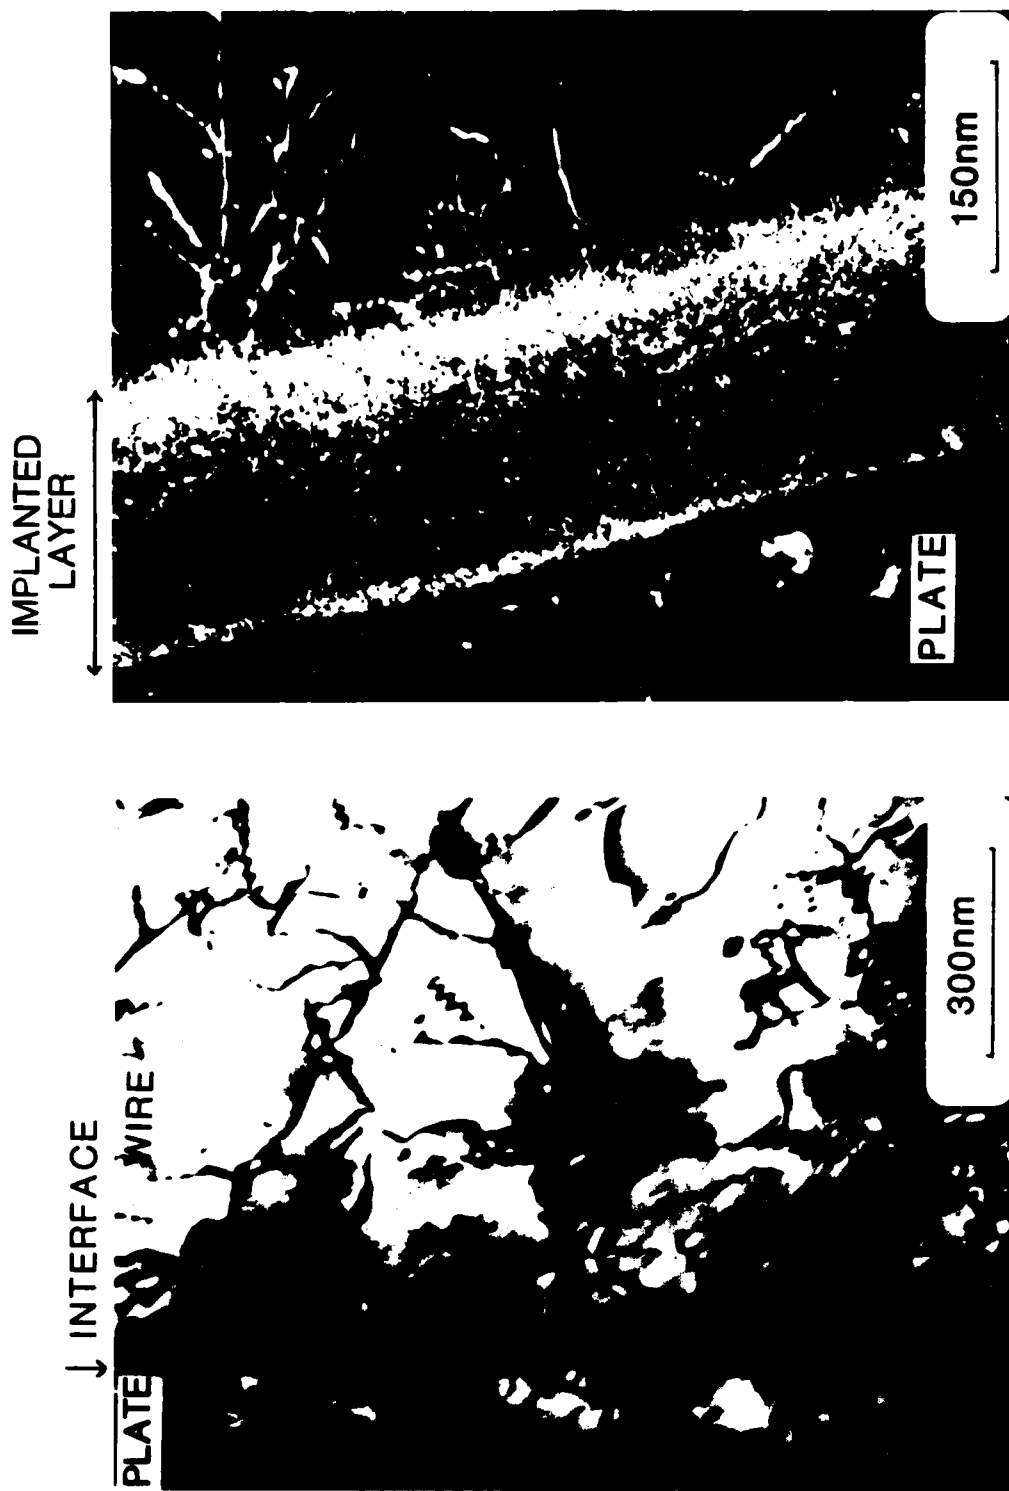 PLATE
INTERFACE
WIRE
300nm
IMPLANTED
LAYER
PLATE
150nm